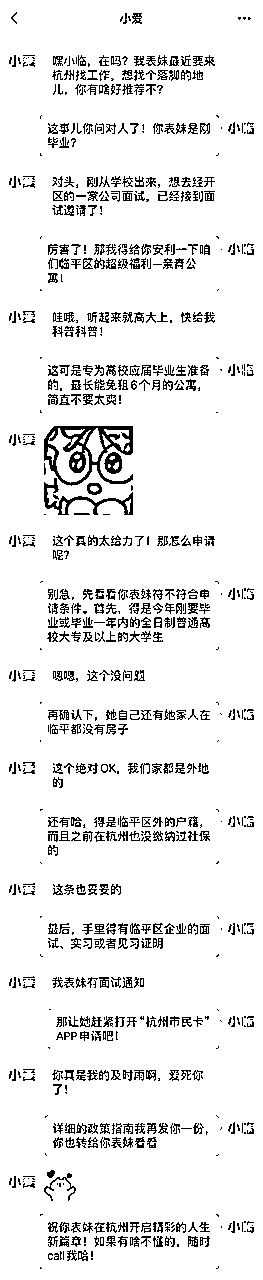 小爱
小爱
嘿小临，在吗？我表妹最近要来
杭州找工作，想找个落脚的地
儿，你有啥好推荐不？
这事儿你问对人了！你表妹是刚
毕业？
小临
小爱
对头，刚从学校出来，想去经开
区的一家公司面试，已经接到面
试邀请了！
厉害了！那我得给你安利一下咱
们临平区的超级福利—亲青公
寓！
小临
小爱
哇哦，听起来就高大上，快给我
科普科普！
这可是专为高校应届毕业生准备
的，最长能免租6个月的公寓，
简直不要太爽！
小临
小爱
小爱
这个真的太给力了！那怎么申请
呢？
别急，先看看你表妹符不符合申
请条件。首先，得是今年刚要毕
业或毕业一年内的全日制普通高
校大专及以上的大学生
小临
小爱
嗯嗯，这个没问题
再确认下，她自己还有她家人在
临平都没有房子
小临
小爱
这个绝对OK，我们家都是外地
的
还有哈，得是临平区外的户籍，
而且之前在杭州也没缴纳过社保
的
小临
小爱
这条也妥妥的
最后，手里得有临平区企业的面
试、实习或者见习证明
小临
小爱
我表妹有面试通知
那让她赶紧打开“杭州市民卡”
APP申请吧！
小临
小爱
你真是我的及时雨啊，爱死你
了！
详细的政策指南我再发你一份，
你也转给你表妹看看
小临
小爱
祝你表妹在杭州开启精彩的人生
新篇章！如果有啥不懂的，随时
call我哈！
小临